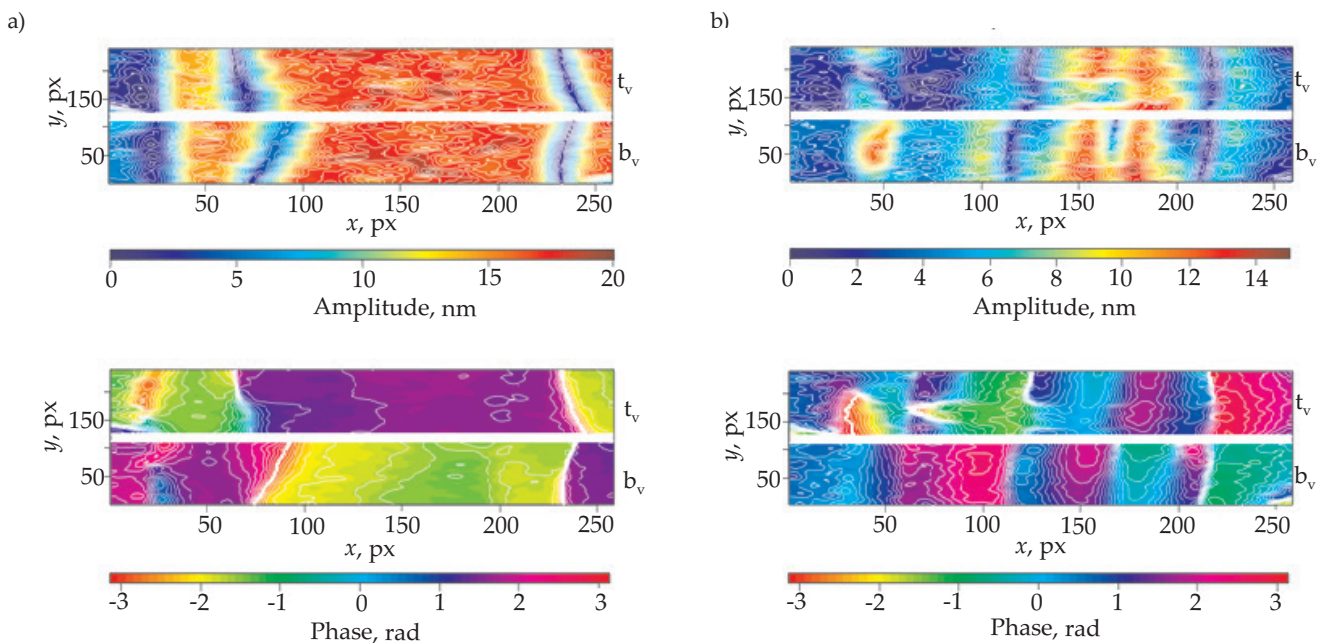 a)
y, px
150
50
t_v
b_v
50 100 150 200 250
x, px
0 5 10 15 20
Amplitude, nm
y, px
150
50
t_v
b_v
50 100 150 200 250
x, px
-3 -2 -1 0 1 2 3
Phase, rad
b)
y, px
150
50
t_v
b_v
50 100 150 200 250
x, px
0 2 4 6 8 10 12 14
Amplitude, nm
y, px
150
50
t_v
b_v
50 100 150 200 250
x, px
-3 -2 -1 0 1 2 3
Phase, rad